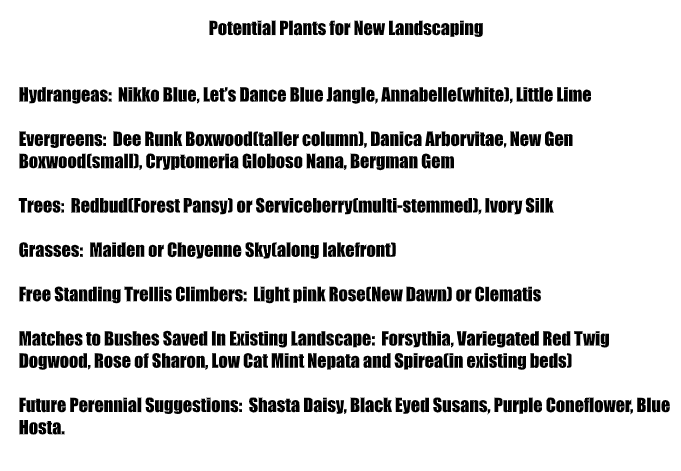 Potential Plants for New Landscaping
Hydrangeas:  Nikko Blue, Let's Dance Blue Jangle, Annabelle(white), Little Lime
Evergreens:  Dee Runk Boxwood(taller column), Danica Arborvitae, New Gen
Boxwood(small), Cryptomeria Globoso Nana, Bergman Gem
Trees:  Redbud(Forest Pansy) or Serviceberry(multi-stemmed), Ivory Silk
Grasses:  Maiden or Cheyenne Sky(along lakefront)
Free Standing Trellis Climbers:  Light pink Rose(New Dawn) or Clematis
Matches to Bushes Saved In Existing Landscape:  Forsythia, Variegated Red Twig
Dogwood, Rose of Sharon, Low Cat Mint Nepata and Spirea(in existing beds)
Future Perennial Suggestions:  Shasta Daisy, Black Eyed Susans, Purple Coneflower, Blue
Hosta.